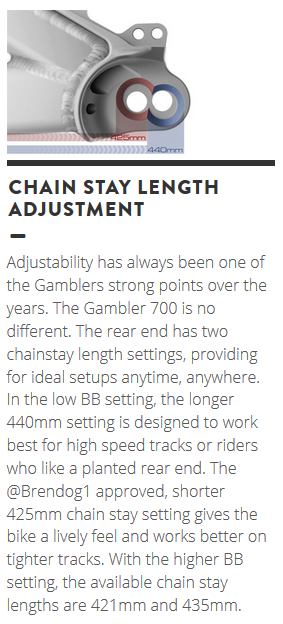 425mm
440mm
CHAIN STAY LENGTH
ADJUSTMENT
Adjustability has always been one of
the Gamblers strong points over the
years. The Gambler 700 is no
different. The rear end has two
chainstay length settings, providing
for ideal setups anytime, anywhere.
In the low BB setting, the longer
440mm setting is designed to work
best for high speed tracks or riders
who like a planted rear end. The
@Brendog1 approved, shorter
425mm chain stay setting gives the
bike a lively feel and works better on
tighter tracks. With the higher BB
setting, the available chain stay
lengths are 421mm and 435mm.